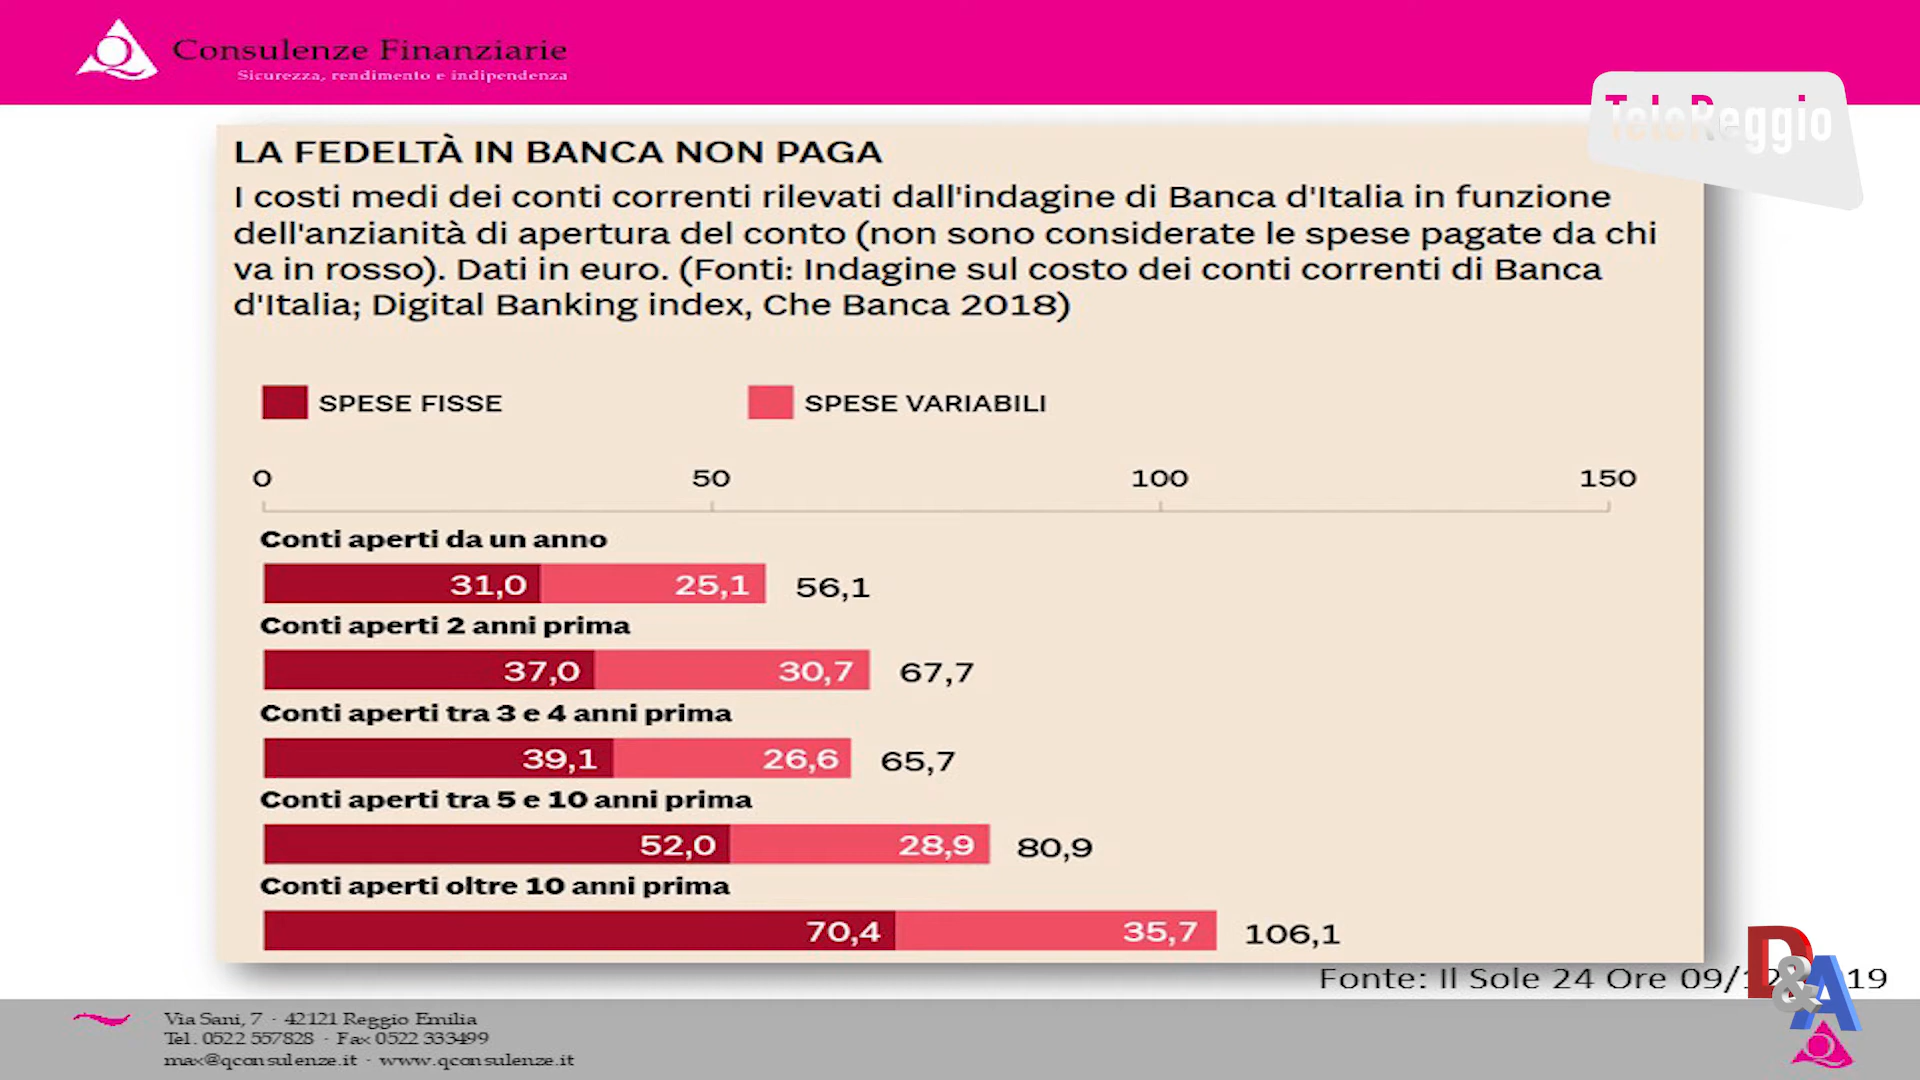 Consulenze Finanziarie
Sicurezza, rendimento e indipendenza
TeleReggio
LA FEDELTÀ IN BANCA NON PAGA
I costi medi dei conti correnti rilevati dall'indagine di Banca d'Italia in funzione
dell'anzianità di apertura del conto (non sono considerate le spese pagate da chi
va in rosso). Dati in euro. (Fonti: Indagine sul costo dei conti correnti di Banca
d'Italia; Digital Banking index, Che Banca 2018)
SPESE FISSE SPESE VARIABILI
0 50 100 150
Conti aperti da un anno
31,0 25,1 56,1
Conti aperti 2 anni prima
37,0 30,7 67,7
Conti aperti tra 3 e 4 anni prima
39,1 26,6 65,7
Conti aperti tra 5 e 10 anni prima
52,0 28,9 80,9
Conti aperti oltre 10 anni prima
70,4 35,7 106,1
Fonte: Il Sole 24 Ore
D&A
Via Sani, 7 - 42121 Reggio Emilia
Tel. 0522 557828 - Fax 0522 333499
max@qconsulenze.it - www.qconsulenze.it